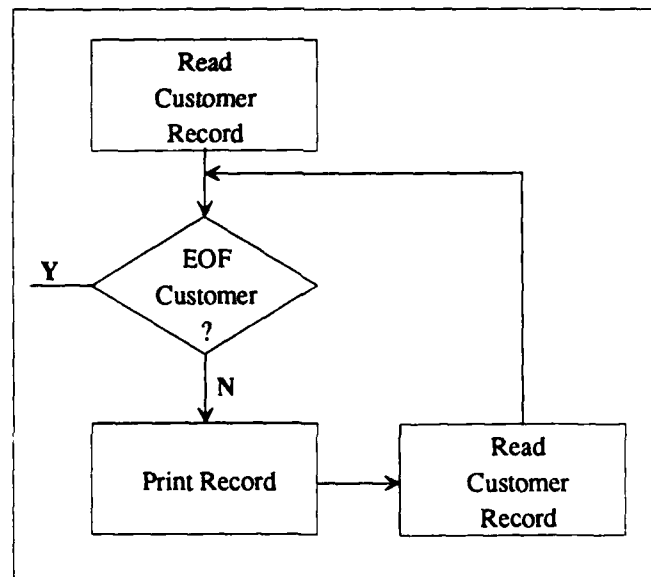 Read
Customer
Record
EOF
Customer
?
Y
N
Print Record
Read
Customer
Record